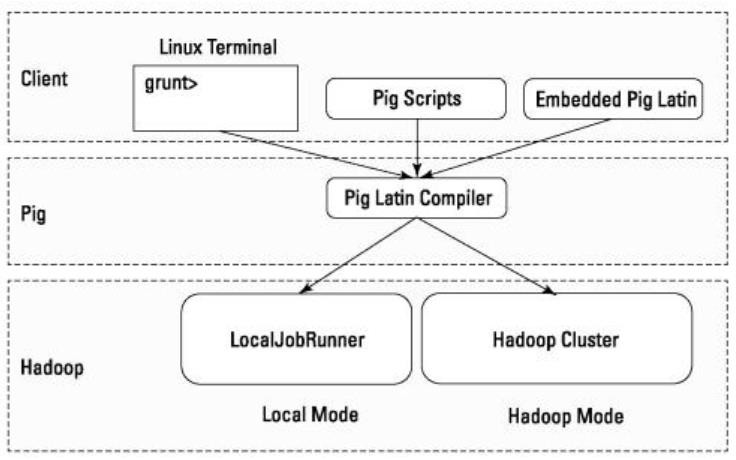 Linux Terminal
Client
grunt>
Pig Scripts
Embedded Pig Latin
Pig
Pig Latin Compiler
Hadoop
LocalJobRunner
Hadoop Cluster
Local Mode
Hadoop Mode